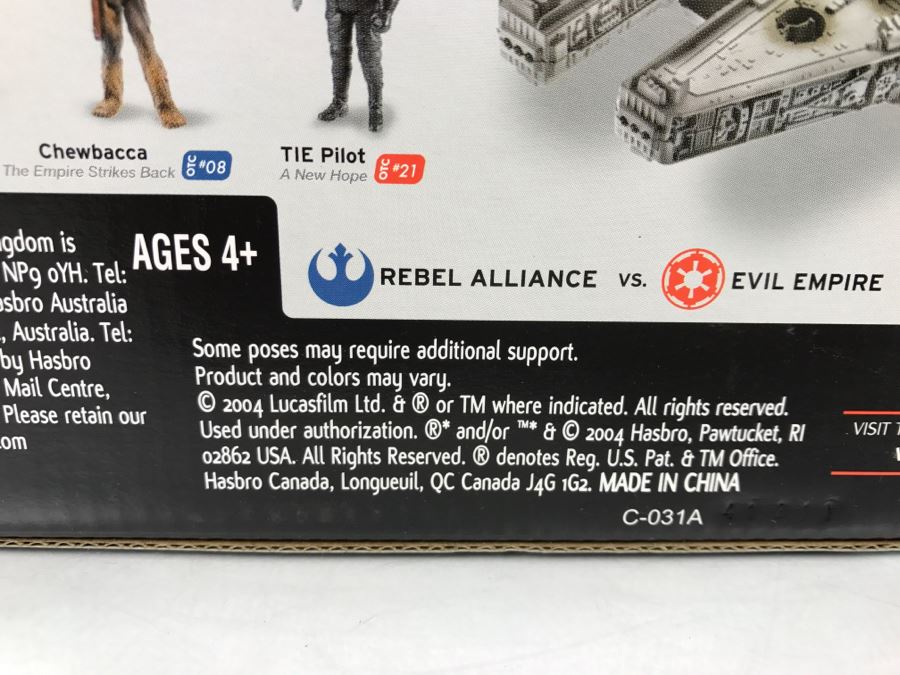 Chewbacca
The Empire Strikes Back OTC #08
TIE Pilot
A New Hope OTC #21
REBEL ALLIANCE VS. EVIL EMPIRE
AGES 4+
is
NP9 0YH. Tel:
Australia
, Australia. Tel:
by Hasbro
Mail Centre,
Please retain our
Some poses may require additional support.
Product and colors may vary.
© 2004 Lucasfilm Ltd. & ® or TM where indicated. All rights reserved.
Used under authorization. ®* and/or ™* & © 2004 Hasbro, Pawtucket, RI
02862 USA. All Rights Reserved. ® denotes Reg. U.S. Pat. & TM Office.
Hasbro Canada, Longueuil, QC Canada J4G 1G2. MADE IN CHINA
C-031A
VISIT